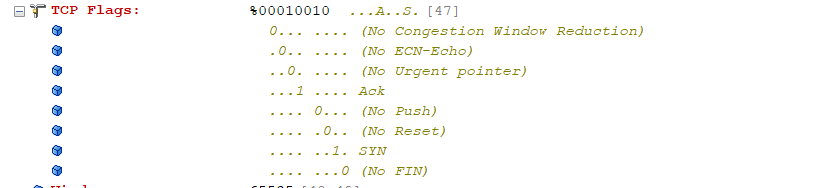 TCP Flags: %00010010 ...A..S. [47]
0... .... (No Congestion Window Reduction)
.0.. .... (No ECN-Echo)
..0. .... (No Urgent pointer)
...1 .... Ack
.... 0... (No Push)
.... .0.. (No Reset)
.... ..1. SYN
.... ...0 (No FIN)